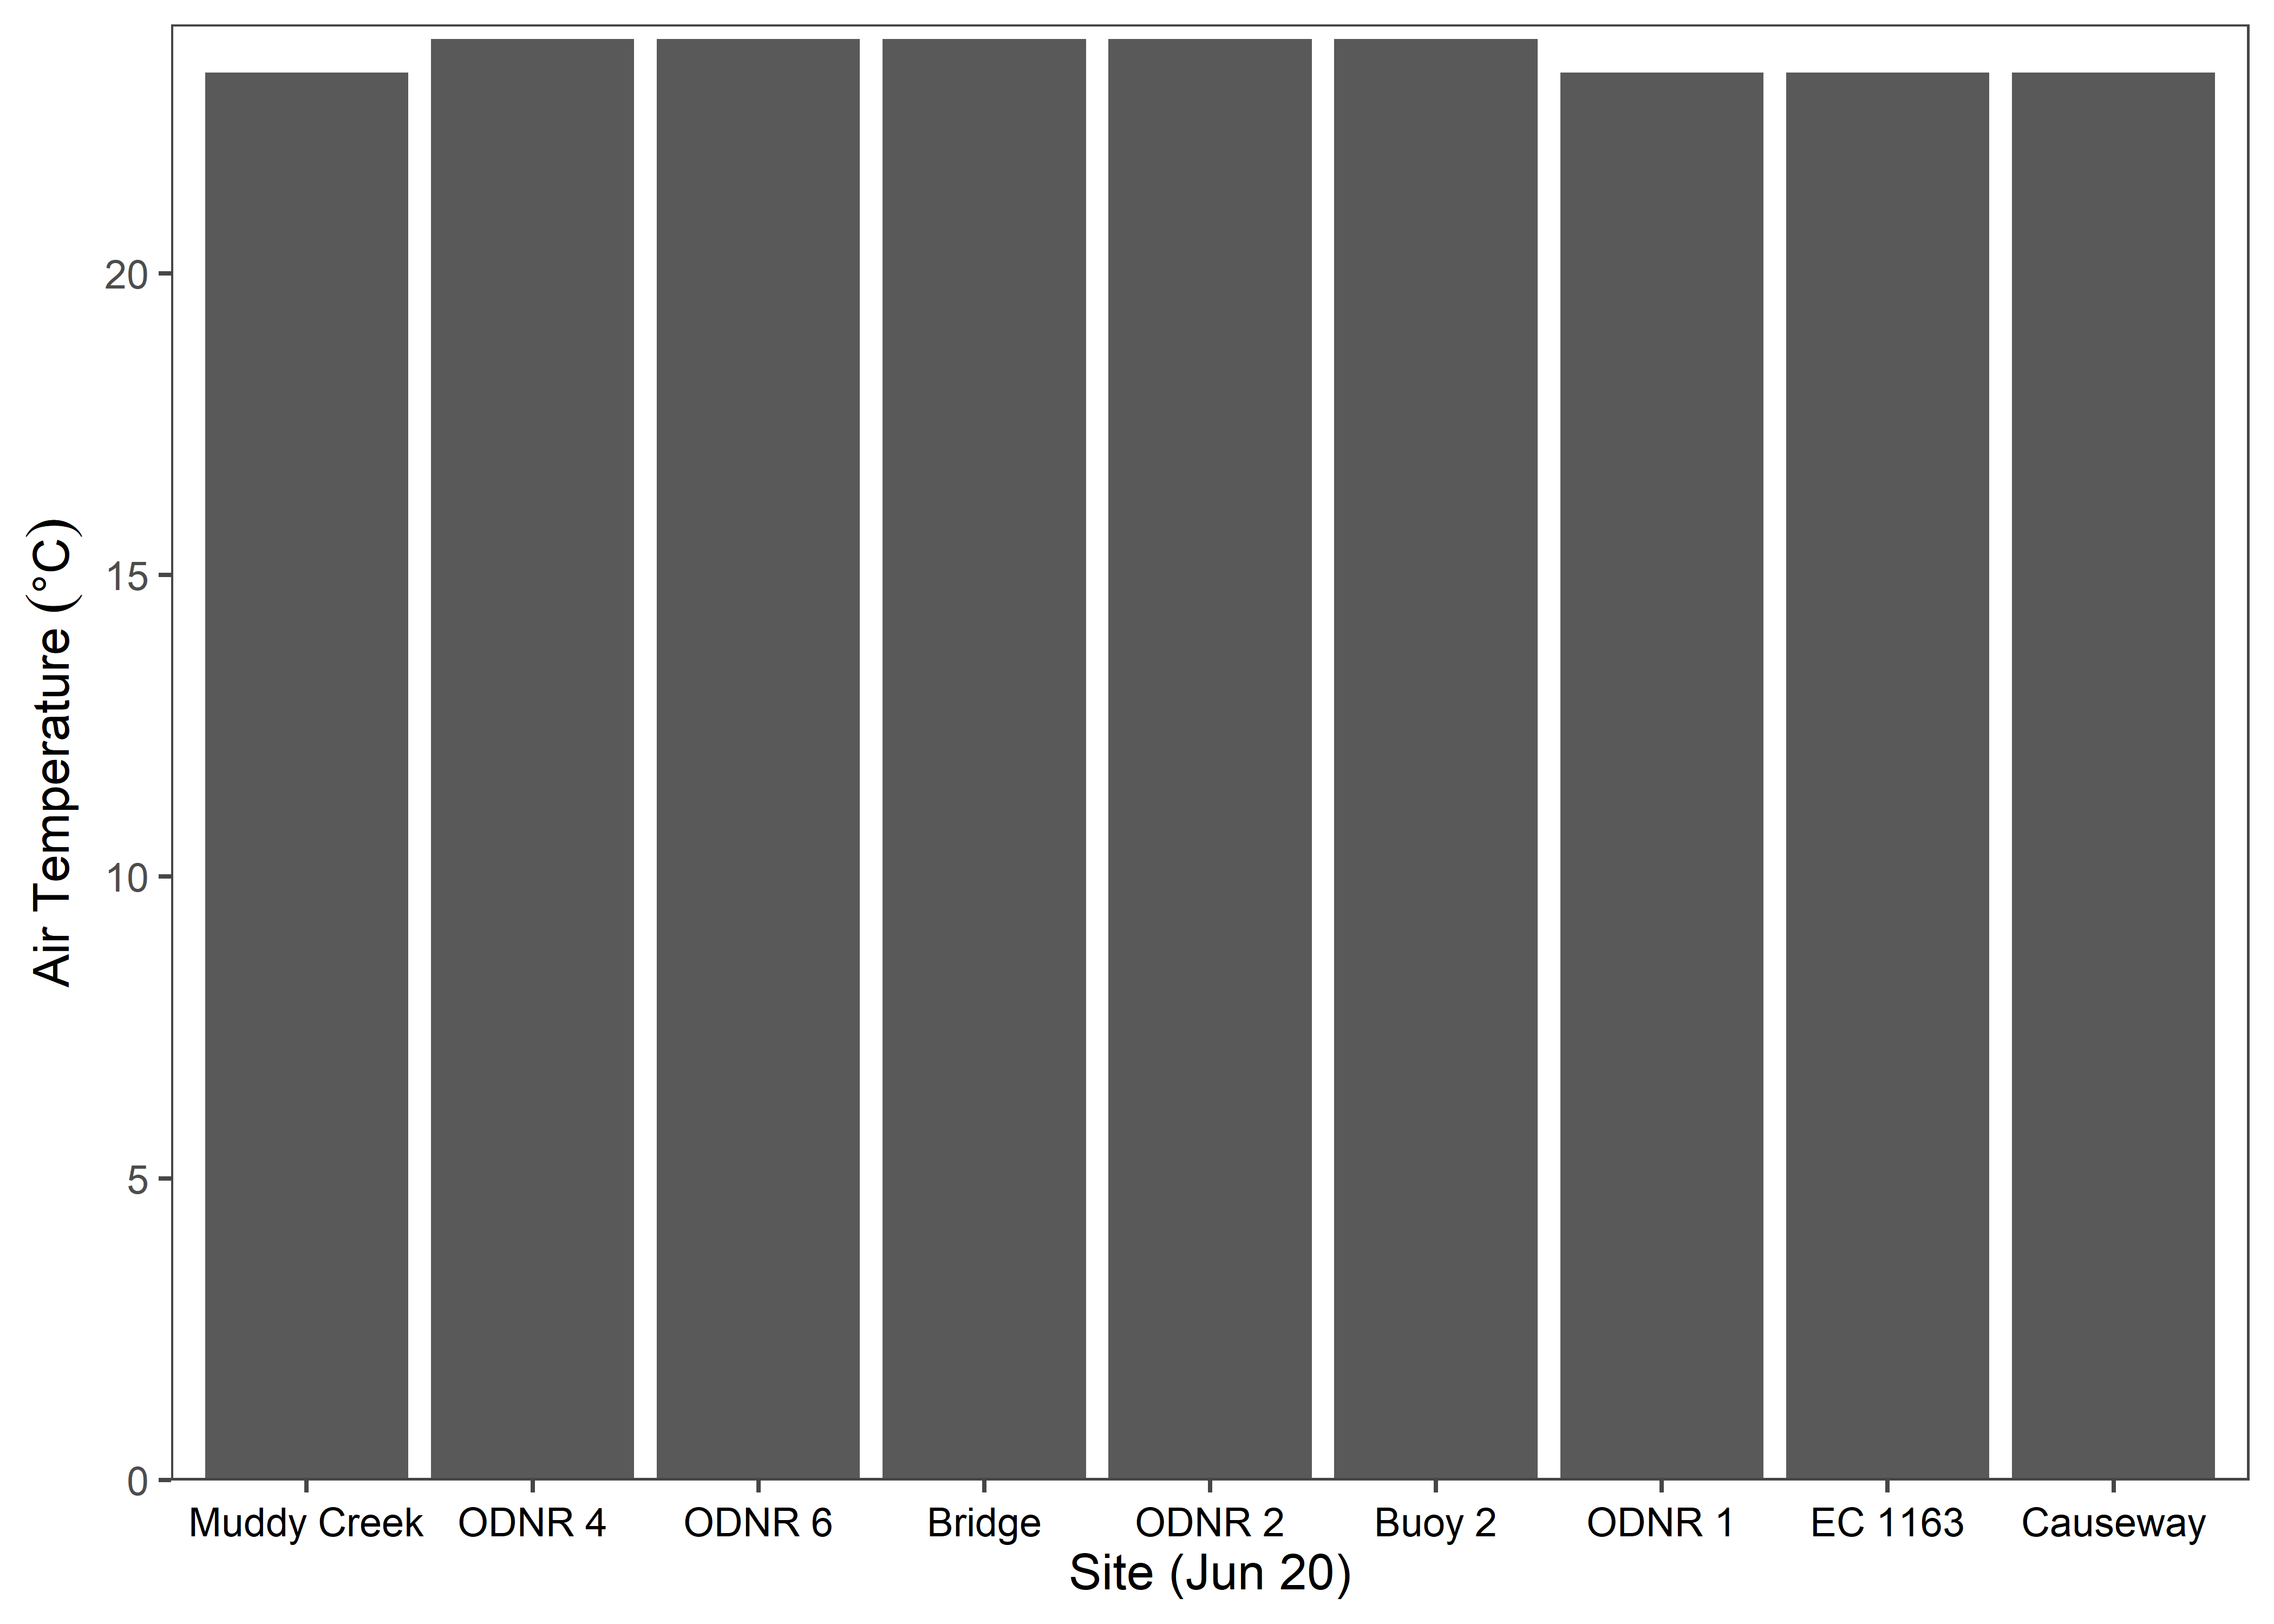 Air Temperature (°C)
20
15
10
5
0
Muddy Creek ODNR 4 ODNR 6 Bridge ODNR 2 Buoy 2 ODNR 1 EC 1163 Causeway
Site (Jun 20)